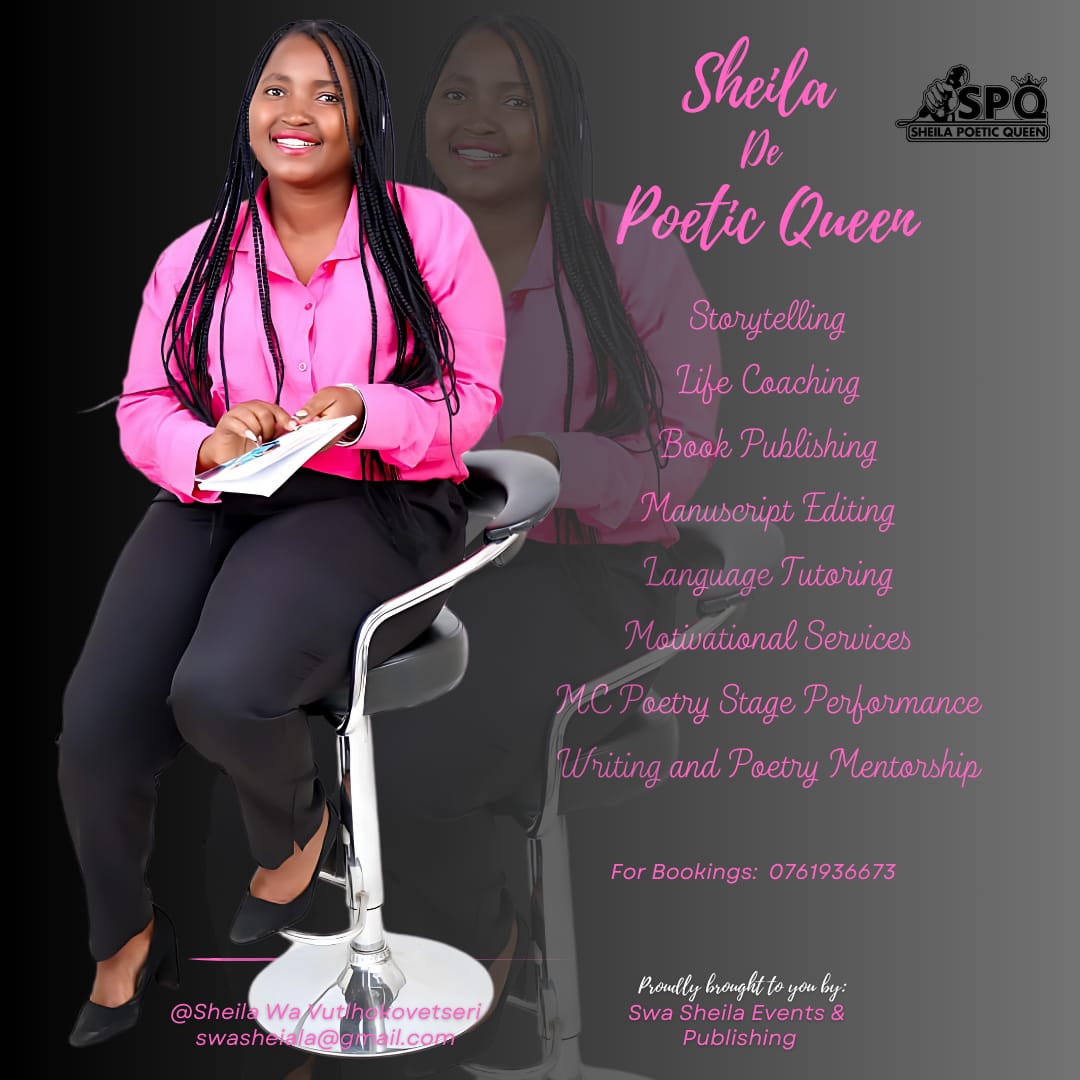 Sheila
De
Poetic Queen
SPQ
SHEILA POETIC QUEEN
Storytelling
Life Coaching
Book Publishing
Manuscript Editing
Language Tutoring
Motivational Services
MC Poetry Stage Performance
Writing and Poetry Mentorship
For Bookings: 0761936673
@Sheila Wa Vutlhokovetseri
swasheiala@gmail.com
Proudly brought to you by:
Swa Sheila Events &
Publishing